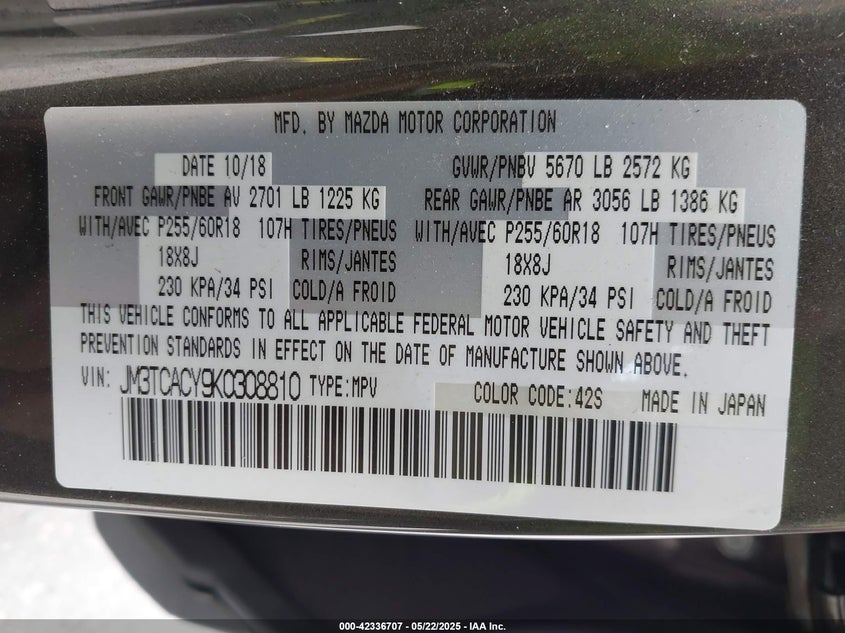 MFD. BY MAZDA MOTOR CORPORATION
DATE 10/18 GVWR/PNBV 5670 LB 2572 KG
FRONT GAWR/PNBE AV 2701 LB 1225 KG REAR GAWR/PNBE AR 3056 LB 1386 KG
WITH/AVEC P255/60R18 107H TIRES/PNEUS WITH/AVEC P255/60R18 107H TIRES/PNEUS
18X8J RIMS/JANTES 18X8J RIMS/JANTES
230 KPA/34 PSI COLD/A FROID 230 KPA/34 PSI COLD/A FROID
THIS VEHICLE CONFORMS TO ALL APPLICABLE FEDERAL MOTOR VEHICLE SAFETY AND THEFT
PREVENTION STANDARDS IN EFFECT ON THE DATE OF MANUFACTURE SHOWN ABOVE.
VIN: JM3TCACY9K0308810 TYPE:MPV COLOR CODE:42S MADE IN JAPAN
000-42336707 - 05/22/2025 - IAA Inc.